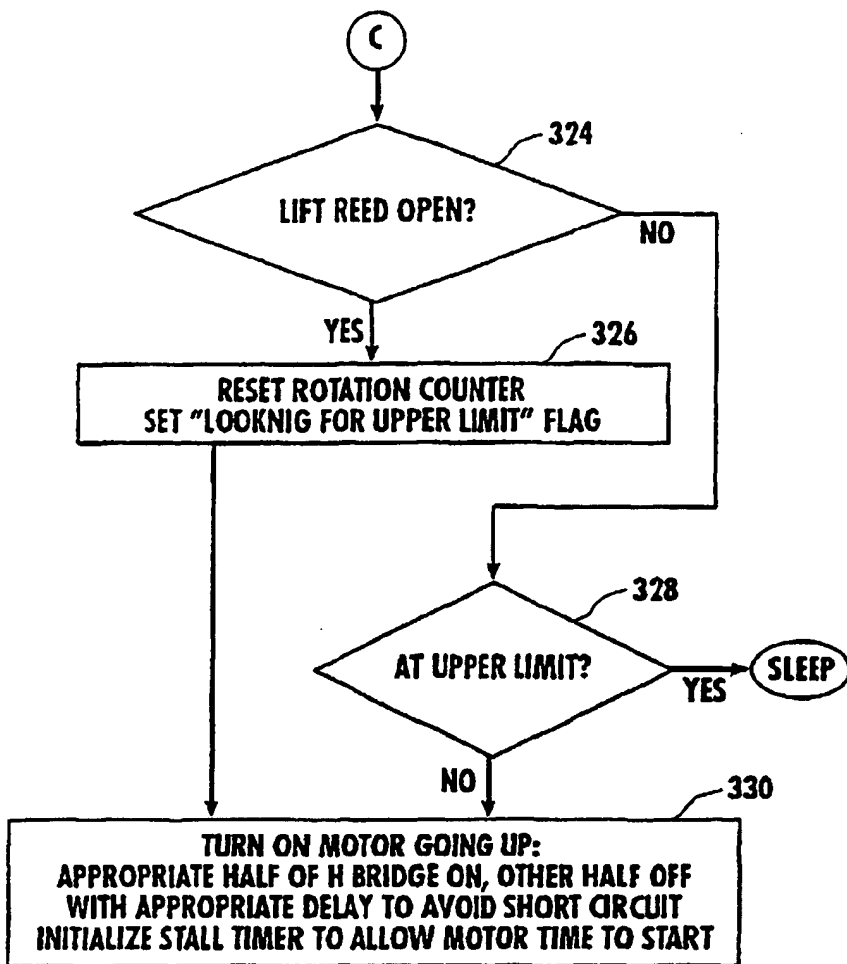 C
324
LIFT REED OPEN?
NO
YES
326
RESET ROTATION COUNTER
SET "LOOKNIG FOR UPPER LIMIT" FLAG
328
AT UPPER LIMIT?
YES
SLEEP
NO
330
TURN ON MOTOR GOING UP:
APPROPRIATE HALF OF H BRIDGE ON, OTHER HALF OFF
WITH APPROPRIATE DELAY TO AVOID SHORT CIRCUIT
INITIALIZE STALL TIMER TO ALLOW MOTOR TIME TO START